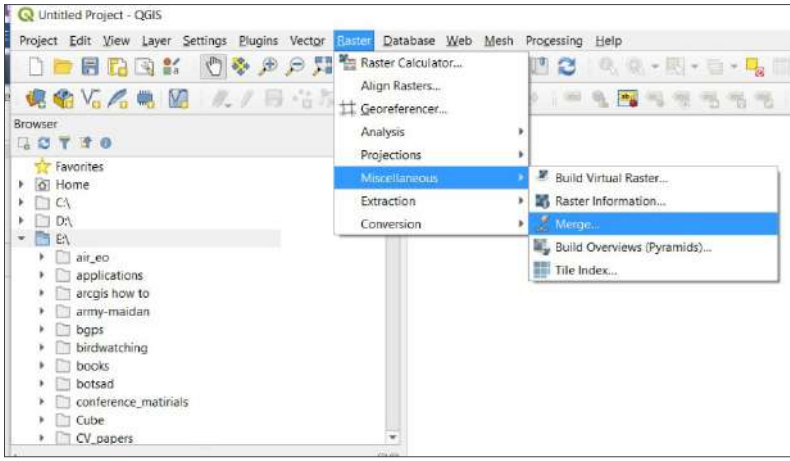 Untitled Project - QGIS
Project Edit View Layer Settings Plugins Vector Raster Database Web Mesh Processing Help
Raster Calculator...
Align Rasters...
Georeferencer...
Analysis
Projections
Miscellaneous
Extraction
Conversion
Build Virtual Raster...
Raster Information...
Merge...
Build Overviews (Pyramids)...
Tile Index...
Browser
Favorites
Home
C:\
D:\
E:\
air_eo
applications
arcgis how to
army-maidan
bgps
birdwatching
books
botsad
conference_matirials
Cube
CV_papers